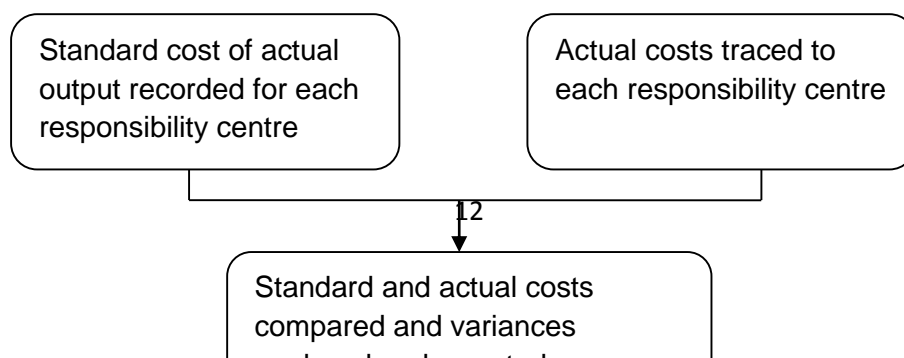 Standard cost of actual
output recorded for each
responsibility centre
Actual costs traced to
each responsibility centre
12
Standard and actual costs
compared and variances